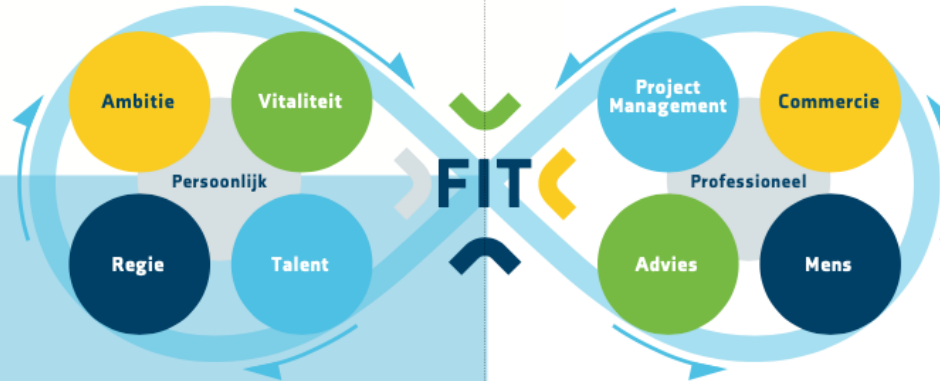 Ambitie
Vitaliteit
Persoonlijk
Regie
Talent
FIT
Project
Management
Commercie
Professioneel
Advies
Mens